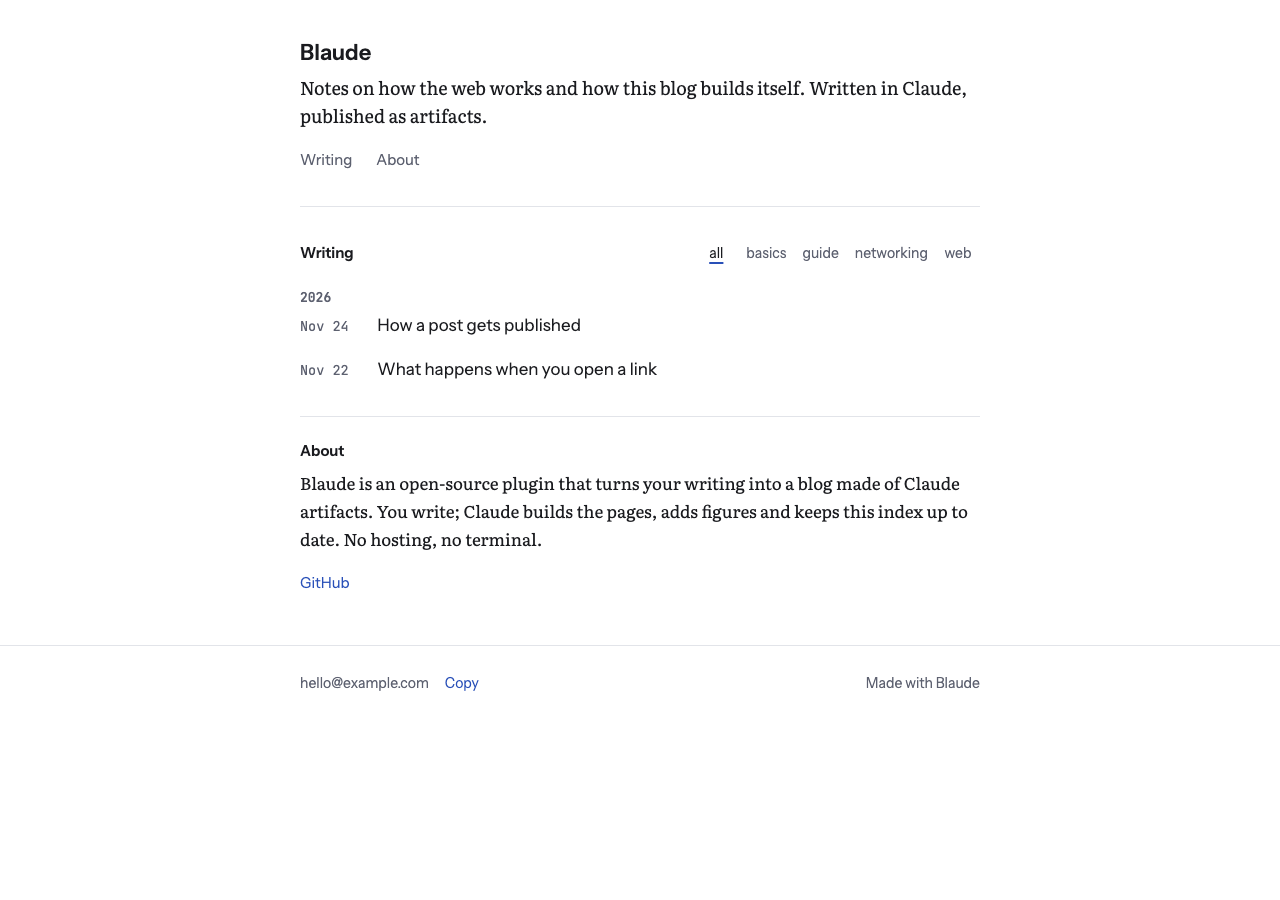 Blaude
Notes on how the web works and how this blog builds itself. Written in Claude,
published as artifacts.
Writing About
Writing all basics guide networking web
2026
Nov 24 How a post gets published
Nov 22 What happens when you open a link
About
Blaude is an open-source plugin that turns your writing into a blog made of Claude
artifacts. You write; Claude builds the pages, adds figures and keeps this index up to
date. No hosting, no terminal.
GitHub
hello@example.com Copy Made with Blaude